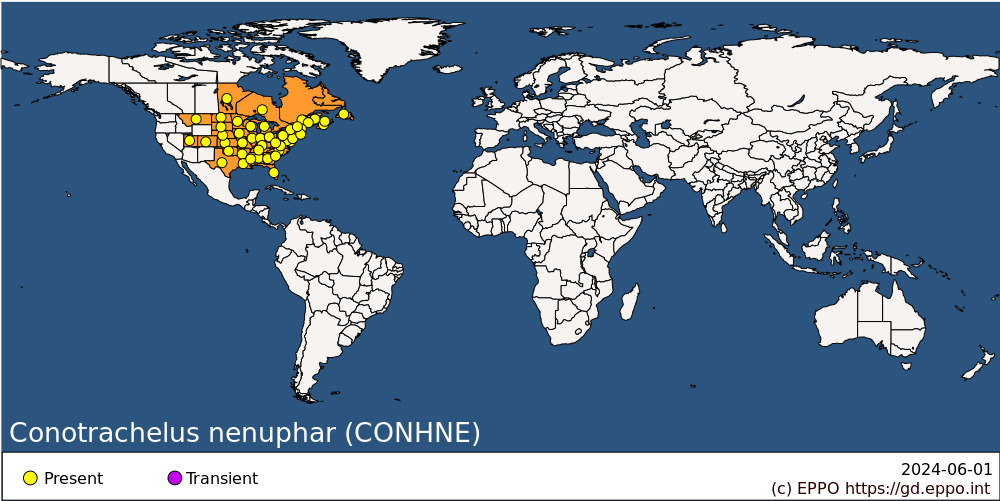 Conotrachelus nenuphar (CONHNE)
Present
Transient
2024-06-01
(c) EPPO https://gd.eppo.int